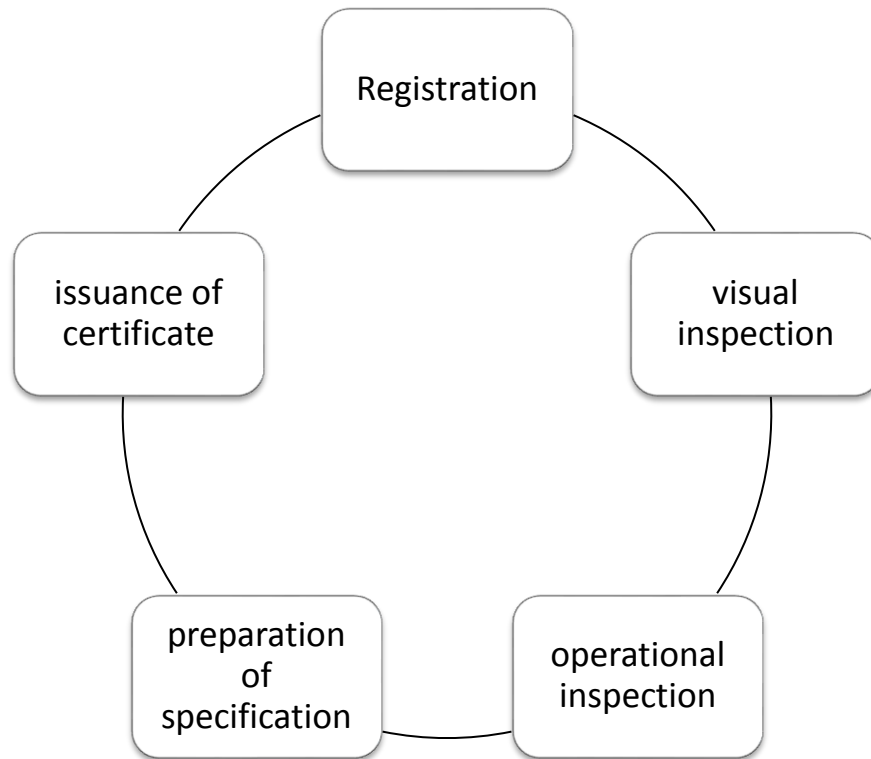 Registration
visual
inspection
operational
inspection
preparation
of
specification
issuance of
certificate